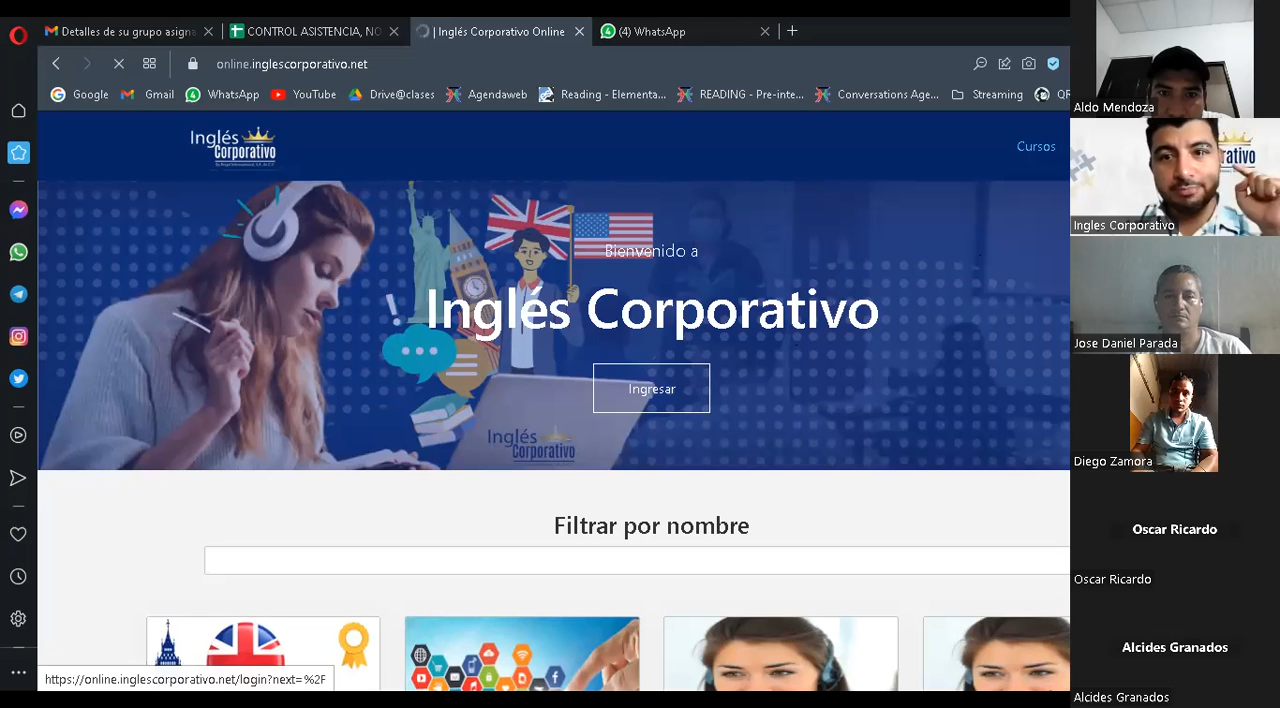 Detalles de su grupo asigna
CONTROL ASISTENCIA, NO
| Inglés Corporativo Online
(4) WhatsApp
online.inglescorporativo.net
Google
Gmail
WhatsApp
YouTube
Drive@clases
Agendaweb
Reading - Elementa...
READING - Pre-inte...
Conversations Age...
Streaming
QR
Inglés
Corporativo
Cursos
Bienvenido a
Inglés Corporativo
Ingresar
Inglés
Corporativo
Filtrar por nombre
https://online.inglescorporativo.net/login?next=%2F
Aldo Mendoza
Ingles Corporativo
Jose Daniel Parada
Diego Zamora
Oscar Ricardo
Oscar Ricardo
Alcides Granados
Alcides Granados